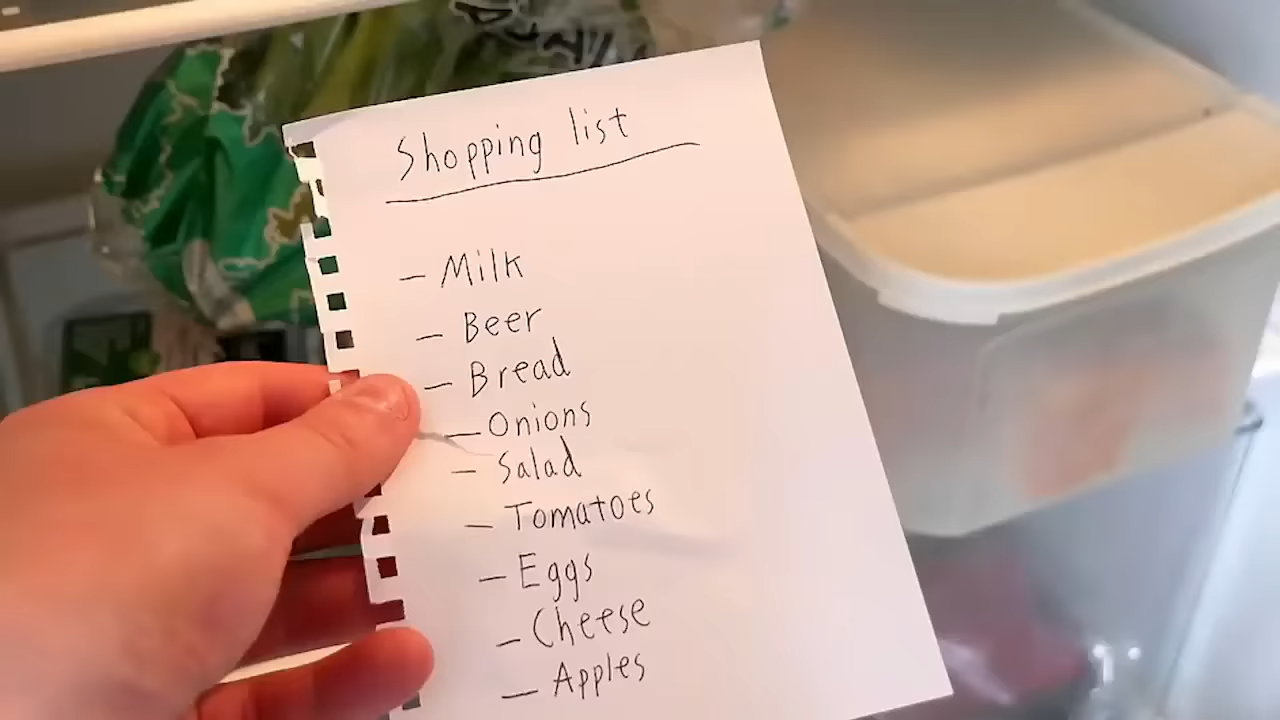 Shopping list
- Milk
- Beer
- Bread
- Onions
- Salad
- Tomatoes
- Eggs
- Cheese
- Apples